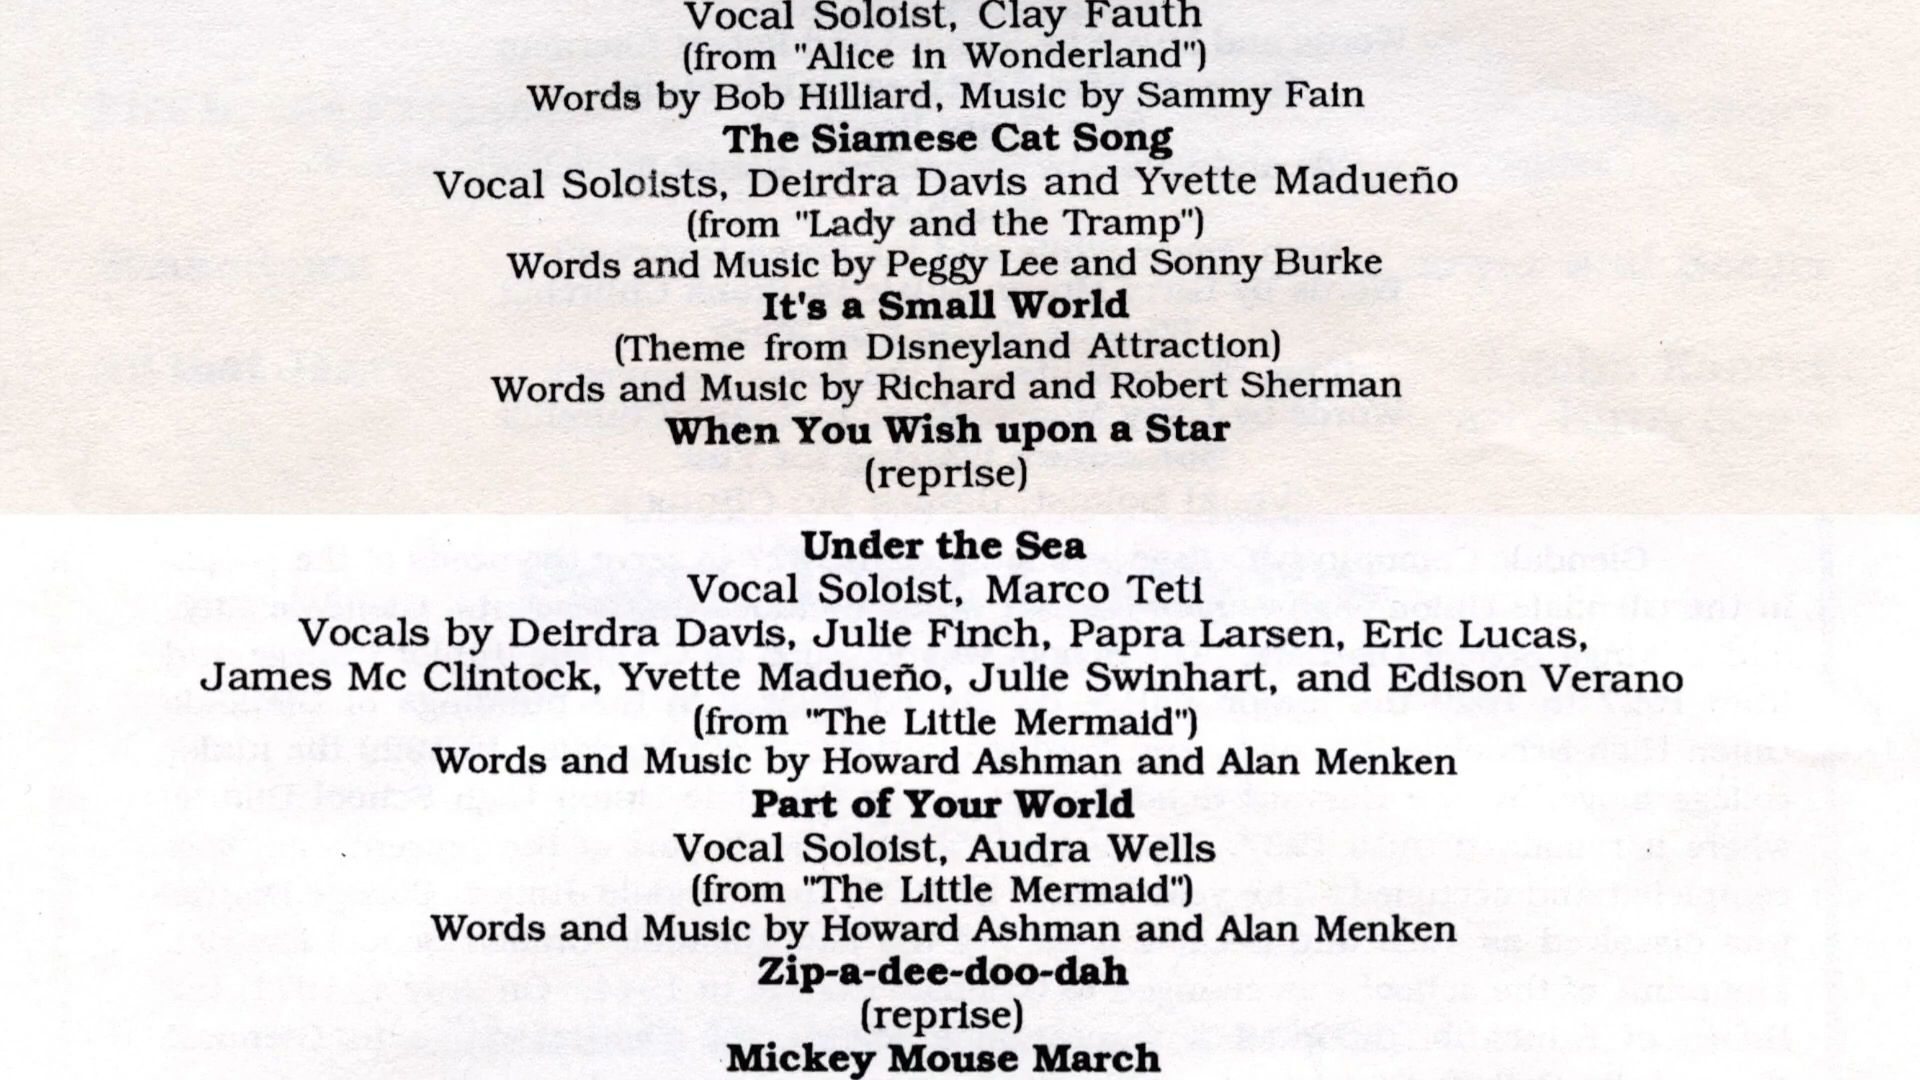 Vocal Soloist, Clay Fauth
(from "Alice in Wonderland")
Words by Bob Hilliard, Music by Sammy Fain
The Siamese Cat Song
Vocal Soloists, Deirdra Davis and Yvette Madueño
(from "Lady and the Tramp")
Words and Music by Peggy Lee and Sonny Burke
It's a Small World
(Theme from Disneyland Attraction)
Words and Music by Richard and Robert Sherman
When You Wish upon a Star
(reprise)
Under the Sea
Vocal Soloist, Marco Teti
Vocals by Deirdra Davis, Julie Finch, Papra Larsen, Eric Lucas,
James Mc Clintock, Yvette Madueño, Julie Swinhart, and Edison Verano
(from "The Little Mermaid")
Words and Music by Howard Ashman and Alan Menken
Part of Your World
Vocal Soloist, Audra Wells
(from "The Little Mermaid")
Words and Music by Howard Ashman and Alan Menken
Zip-a-dee-doo-dah
(reprise)
Mickey Mouse March